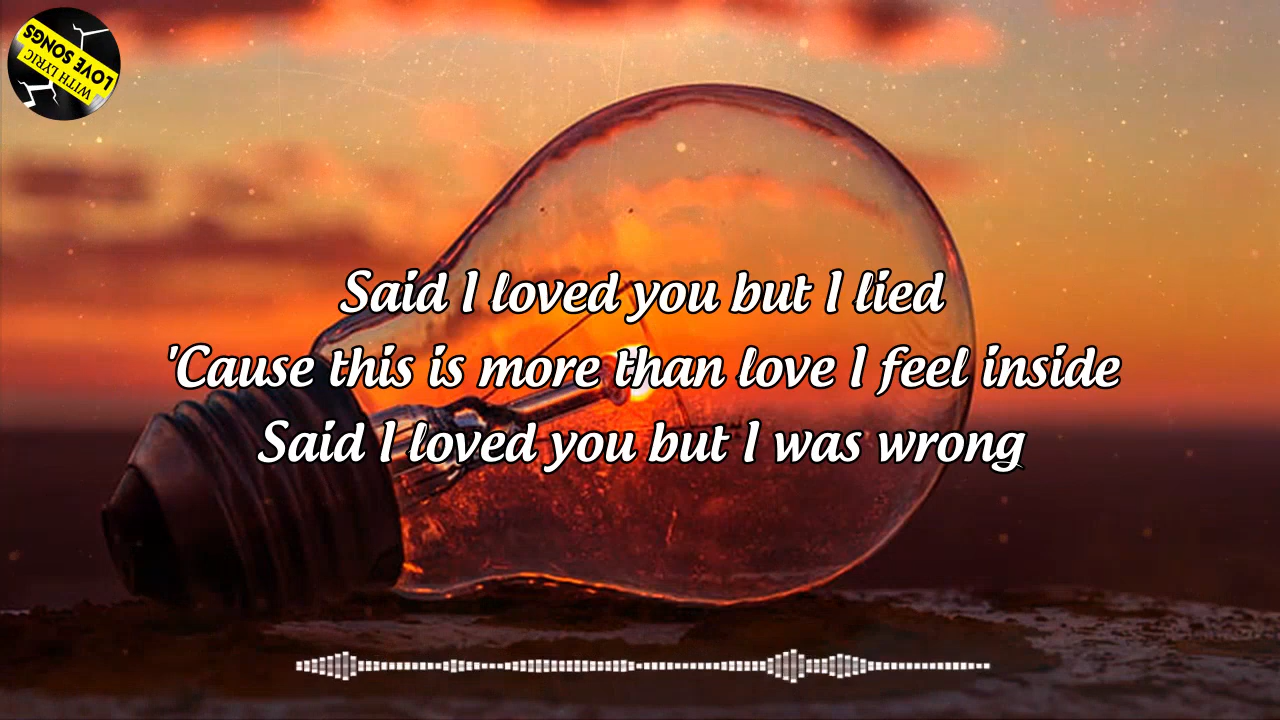 LOVE SONGS
WITH LYRIC
Said I loved you but I lied
'Cause this is more than love I feel inside
Said I loved you but I was wrong